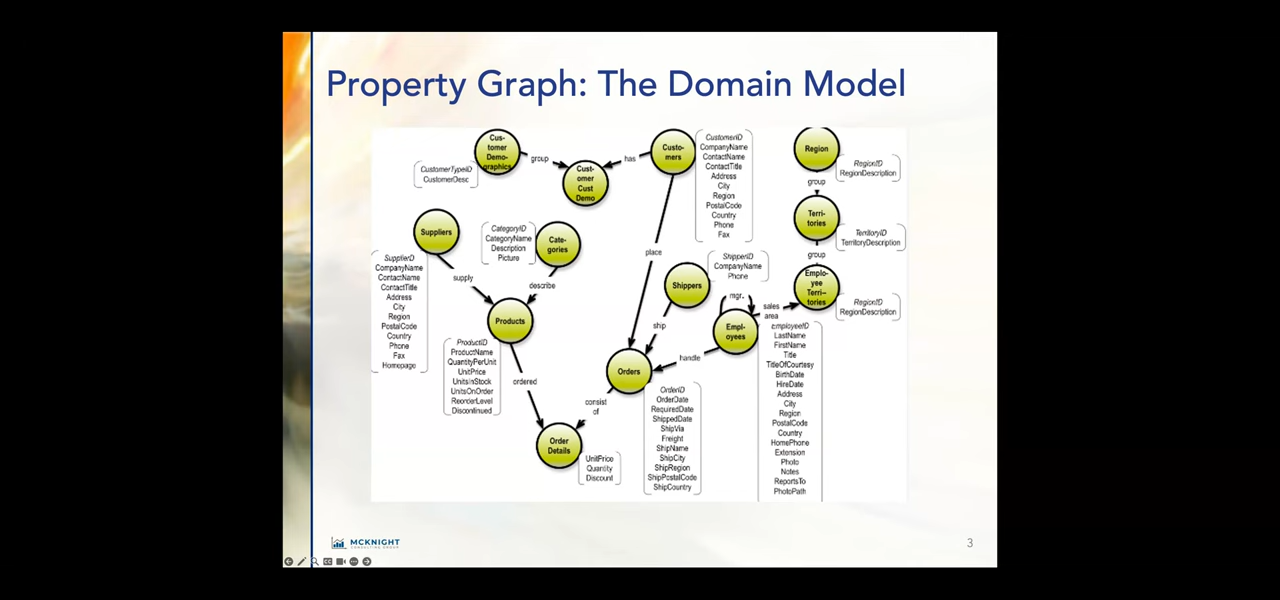 Property Graph: The Domain Model
Cus-
tomer
Demo-
graphics
group
Cust-
omer
Cust
Demo
has
Custo-
mers
CustomerID
CompanyName
ContactName
ContactTitle
Address
City
Region
PostalCode
Country
Phone
Fax
Region
RegionID
RegionDescription
group
CustomerTypeID
CustomerDesc
Terri-
tories
TerritoryID
TerritoryDescription
group
Suppliers
CategoryID
CategoryName
Description
Picture
Cate-
gories
place
ShipperID
CompanyName
Phone
SupplierID
CompanyName
ContactName
ContactTitle
Address
City
Region
PostalCode
Country
Phone
Fax
Homepage
supply
describe
Shippers
mgr.
sales
area
Employ-
ee
Terri-
tories
RegionID
RegionDescription
Products
ship
Empl-
oyees
employeeID
LastName
FirstName
Title
TitleOfCourtesy
BirthDate
HireDate
Address
City
Region
PostalCode
Country
HomePhone
Extension
Photo
Notes
ReportsTo
PhotoPath
ProductID
ProductName
QuantityPerUnit
UnitPrice
UnitsInStock
UnitsOnOrder
ReorderLevel
Discontinued
ordered
handle
Orders
consist
of
OrderID
OrderDate
RequiredDate
ShippedDate
ShipVia
Freight
ShipName
ShipCity
ShipRegion
ShipPostalCode
ShipCountry
Order
Details
UnitPrice
Quantity
Discount
MCKNIGHT
CONSULTING GROUP
3